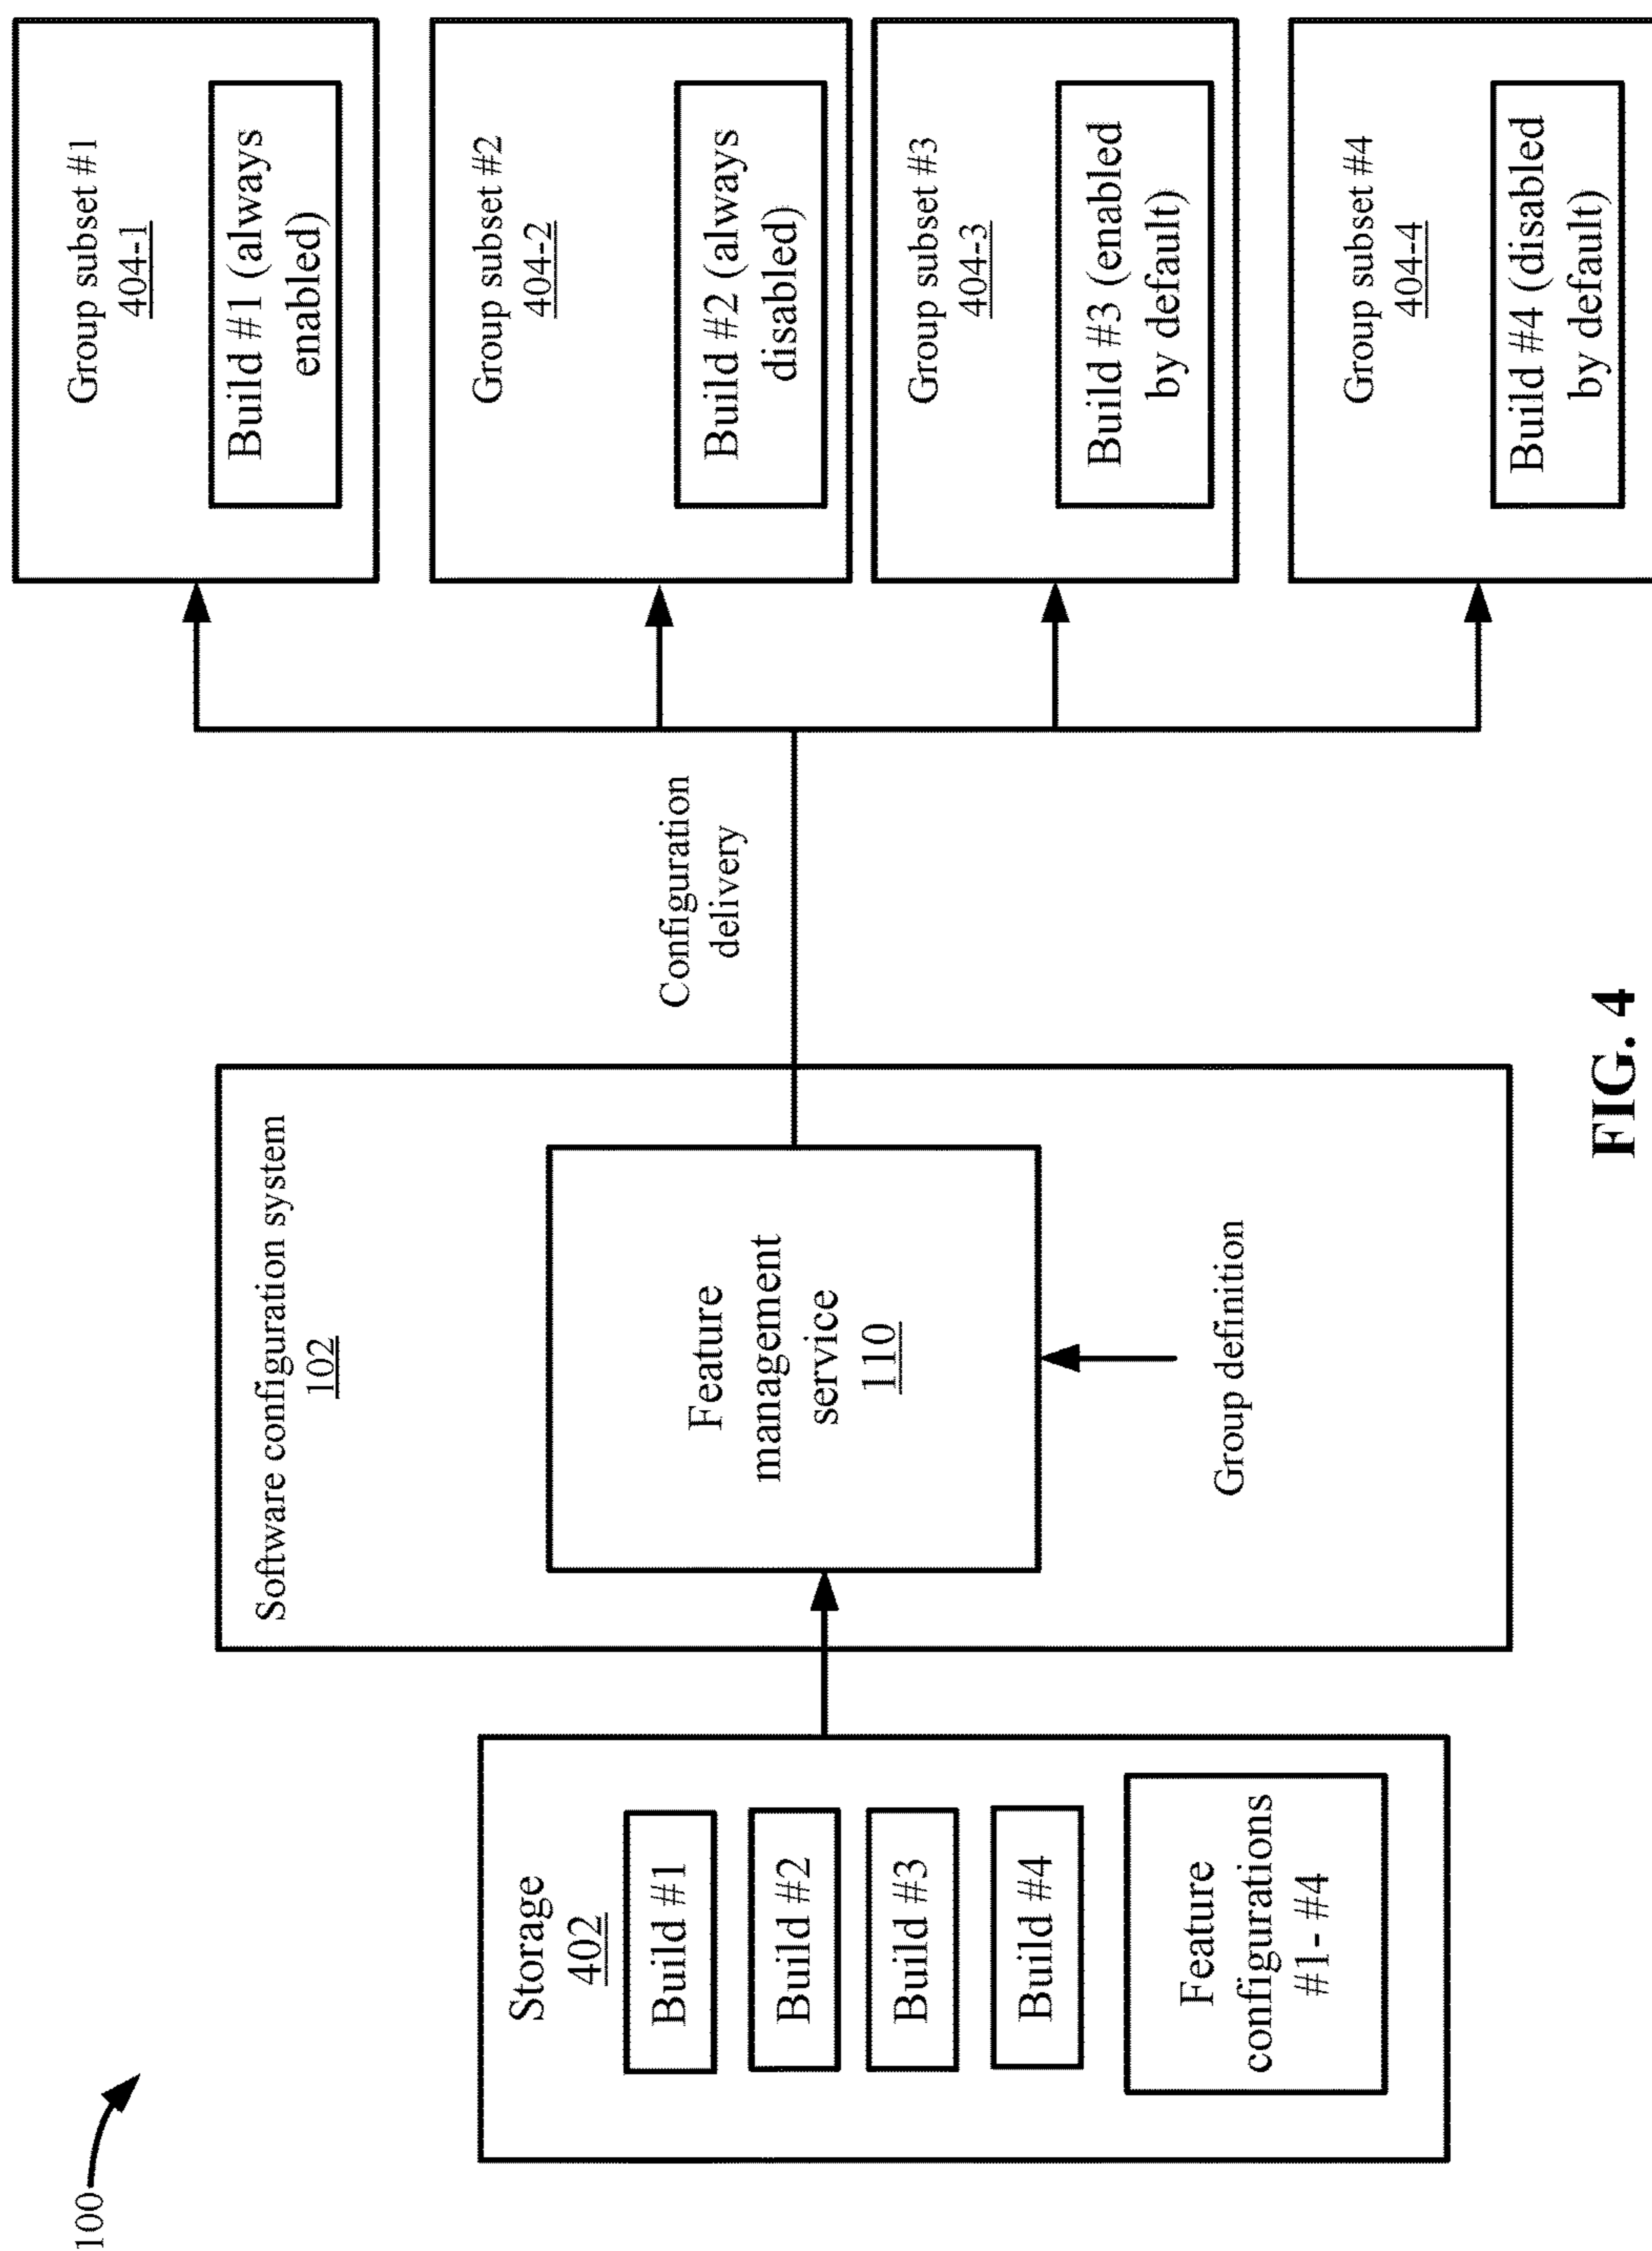 100
Storage
402
Build #1
Build #2
Build #3
Build #4
Feature
configurations
#1- #4
Software configuration system
102
Feature
management
service
110
Group definition
Configuration
delivery
Group subset #1
404-1
Build #1 (always
enabled)
Group subset #2
404-2
Build #2 (always
disabled)
Group subset #3
404-3
Build #3 (enabled
by default)
Group subset #4
404-4
Build #4 (disabled
by default)
FIG. 4